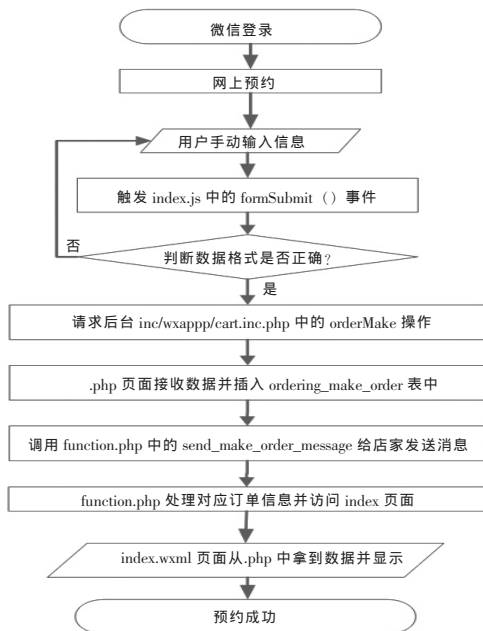 微信登录
网上预约
用户手动输入信息
触发 index.js 中的 formSubmit（）事件
否
判断数据格式是否正确？
是
请求后台 inc/wxappp/cart.inc.php 中的 orderMake 操作
.php 页面接收数据并插入 ordering_make_order 表中
调用 function.php 中的 send_make_order_message 给店家发送消息
function.php 处理对应订单信息并访问 index 页面
index.wxml 页面从.php 中拿到数据并显示
预约成功